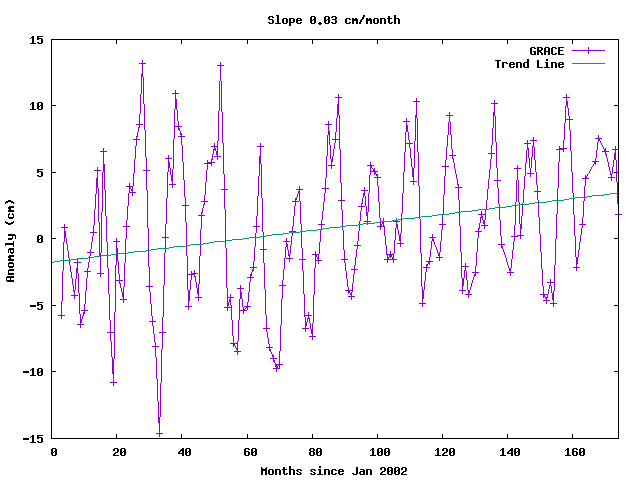 Slope 0.03 cm/month
GRACE
Trend Line
15
10
5
0
-5
-10
-15
Anomaly (cm)
0 20 40 60 80 100 120 140 160
Months since Jan 2002